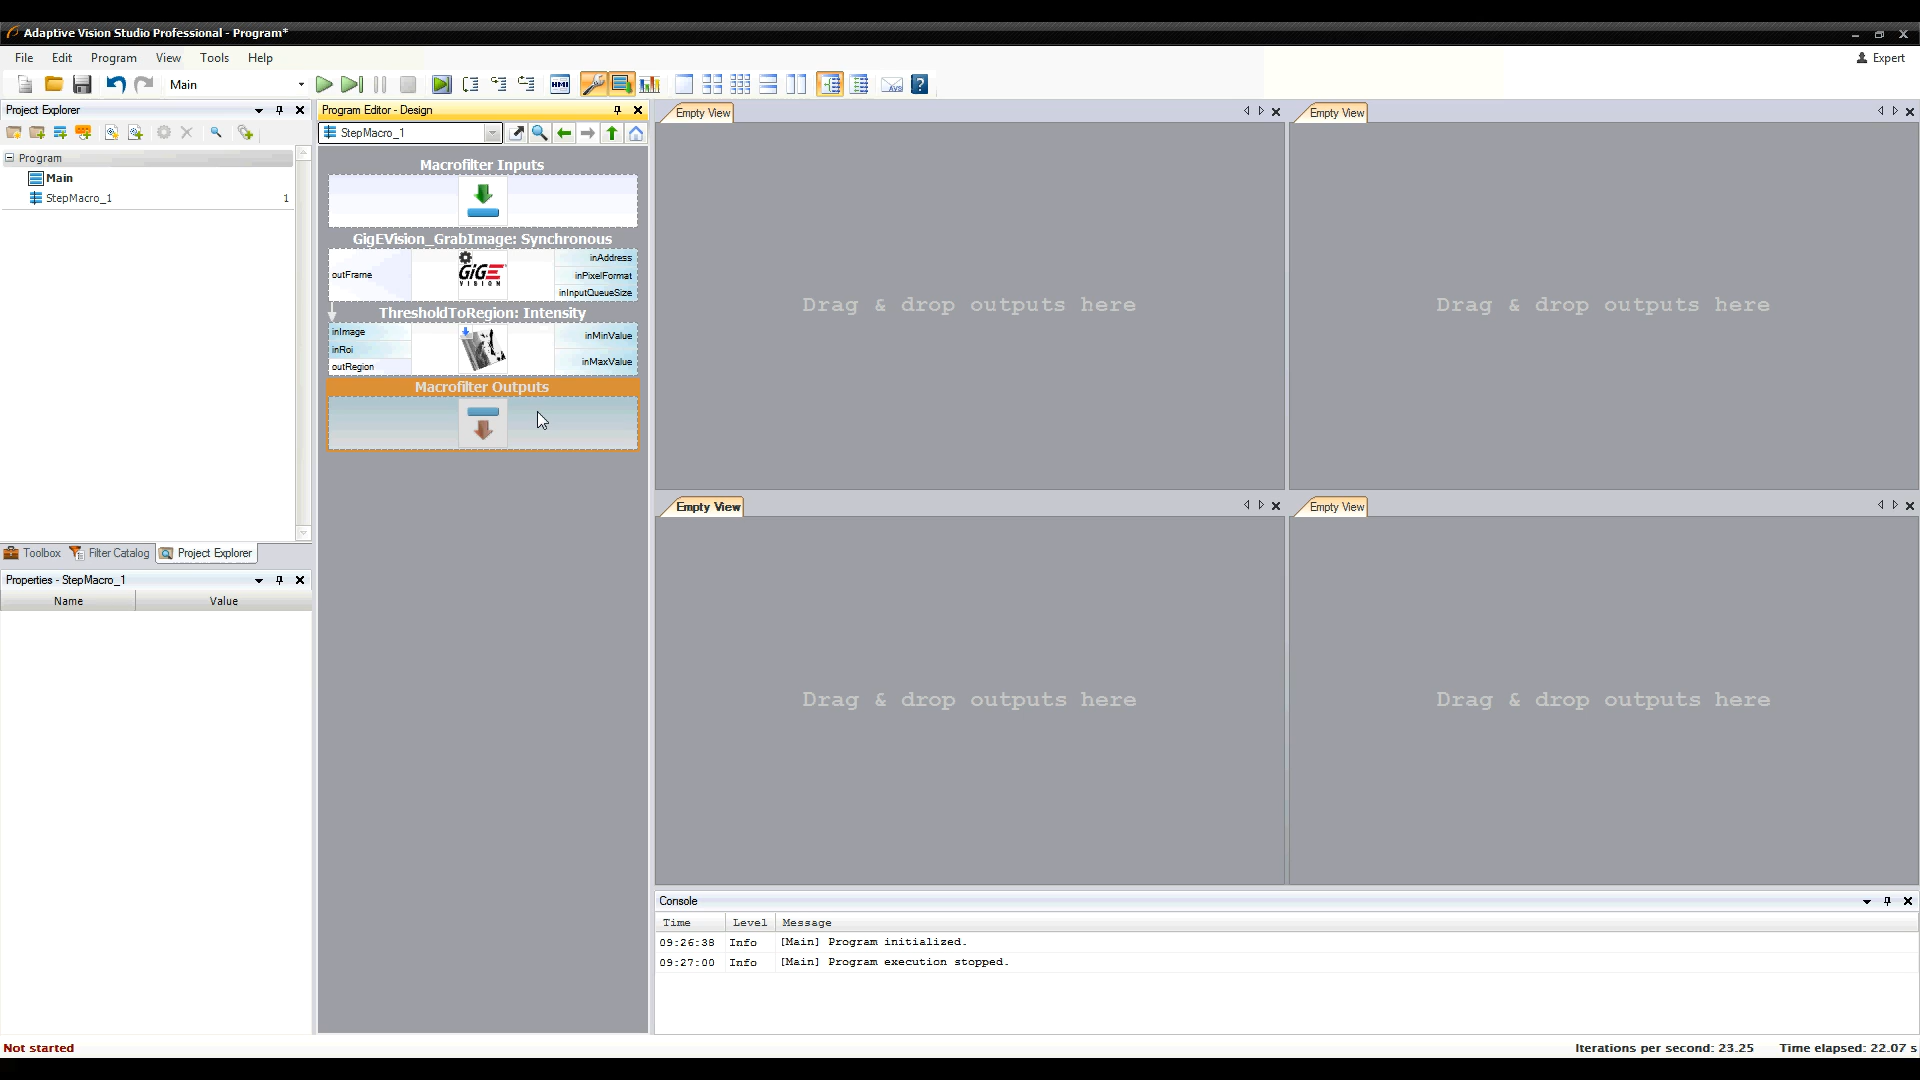 Adaptive Vision Studio Professional - Program*
File Edit Program View Tools Help
Expert
Main
HMI
AVS
?
Project Explorer
Program Editor - Design
Empty View
Empty View
StepMacro_1
Program
Main
StepMacro_1 1
Macrofilter Inputs
GigEVision_GrabImage: Synchronous
outFrame
GiGE
VISION
inAddress
inPixelFormat
inInputQueueSize
ThresholdToRegion: Intensity
inImage
inRoi
outRegion
inMinValue
inMaxValue
Macrofilter Outputs
Drag & drop outputs here
Drag & drop outputs here
Empty View
Empty View
Drag & drop outputs here
Drag & drop outputs here
Toolbox Filter Catalog Project Explorer
Properties - StepMacro_1
Name Value
Console
Time Level Message
09:26:38 Info [Main] Program initialized.
09:27:00 Info [Main] Program execution stopped.
Not started
Iterations per second: 23.25 Time elapsed: 22.07 s